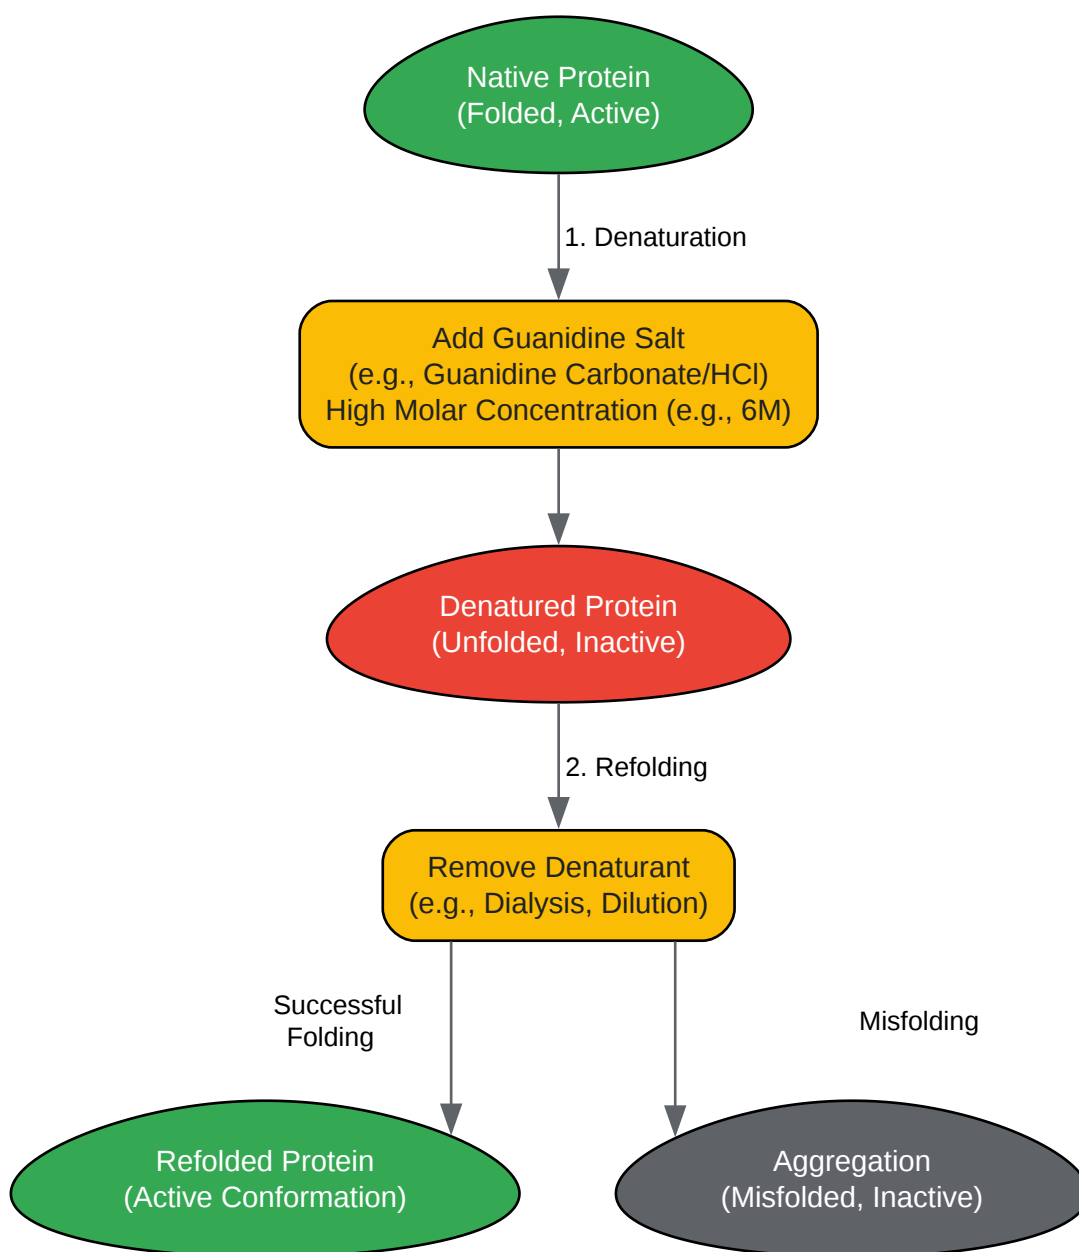 Native Protein
(Folded, Active)
1. Denaturation
Add Guanidine Salt
(e.g., Guanidine Carbonate/HCl)
High Molar Concentration (e.g., 6M)
Denatured Protein
(Unfolded, Inactive)
2. Refolding
Remove Denaturant
(e.g., Dialysis, Dilution)
Successful
Folding
Misfolding
Refolded Protein
(Active Conformation)
Aggregation
(Misfolded, Inactive)